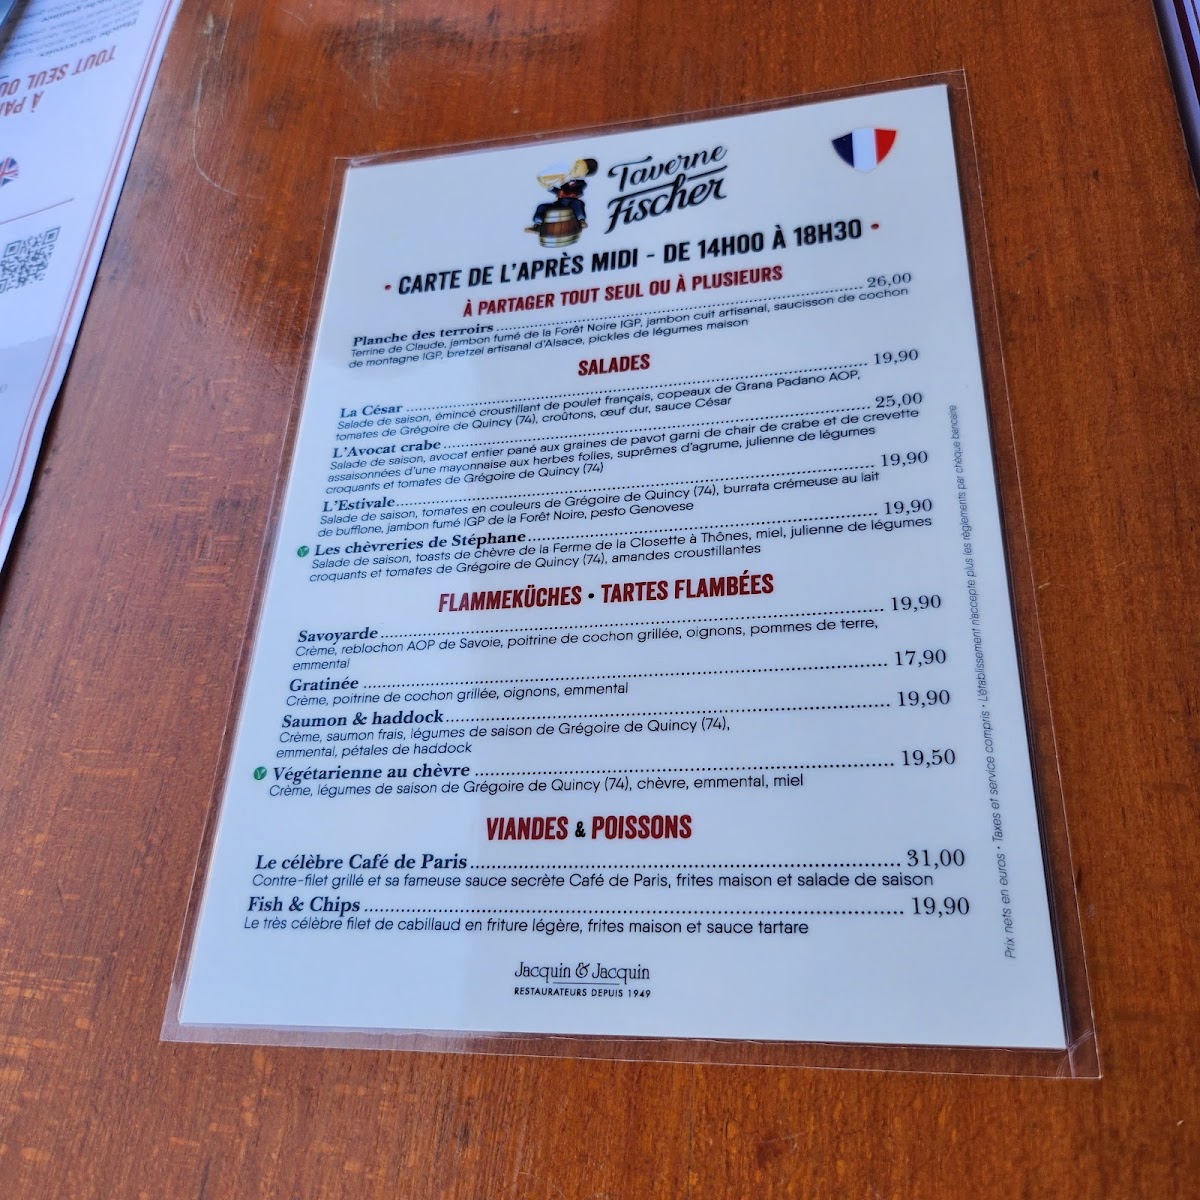 Taverne
Fischer
• CARTE DE L'APRÈS MIDI - DE 14H00 À 18H30 •
À PARTAGER TOUT SEUL OU À PLUSIEURS
Planche des terroirs 26,00
Terrine de Claude, jambon fumé de la Forêt Noire IGP, jambon cuit artisanal, saucisson de cochon
de montagne IGP, bretzel artisanal d'Alsace, pickles de légumes maison
SALADES
La César 19,90
Salade de saison, émincé croustillant de poulet français, copeaux de Grana Padano AOP,
tomates de Grégoire de Quincy (74), croûtons, œuf dur, sauce César
L'Avocat crabe 25,00
Salade de saison, avocat entier pané aux graines de pavot garni de chair de crabe et de crevette
assaisonnées d'une mayonnaise aux herbes folles, suprêmes d'agrume, julienne de légumes
croquants et tomates de Grégoire de Quincy (74)
L'Estivale 19,90
Salade de saison, tomates en couleurs de Grégoire de Quincy (74), burrata crémeuse au lait
de bufflone, jambon fumé IGP de la Forêt Noire, pesto Genovese
Les chèvreries de Stéphane 19,90
Salade de saison, toasts de chèvre de la Ferme de la Closette à Thônes, miel, julienne de légumes
croquants et tomates de Grégoire de Quincy (74), amandes croustillantes
FLAMMEKÜCHES • TARTES FLAMBÉES
Savoyarde 19,90
Crème, reblochon AOP de Savoie, poitrine de cochon grillée, oignons, pommes de terre,
emmental
Gratinée 17,90
Crème, poitrine de cochon grillée, oignons, emmental
Saumon & haddock 19,90
Crème, saumon frais, légumes de saison de Grégoire de Quincy (74),
emmental, pétales de haddock
Végétarienne au chèvre 19,50
Crème, légumes de saison de Grégoire de Quincy (74), chèvre, emmental, miel
VIANDES & POISSONS
Le célèbre Café de Paris 31,00
Contre-filet grillé et sa fameuse sauce secrète Café de Paris, frites maison et salade de saison
Fish & Chips 19,90
Le très célèbre filet de cabillaud en friture légère, frites maison et sauce tartare
Jacquin & Jacquin
RESTAURATEURS DEPUIS 1949
Prix nets en euros • Taxes et service compris • L'établissement n'accepte plus les règlements par chèque bancaire
TOUT SEUL OU
À PAR